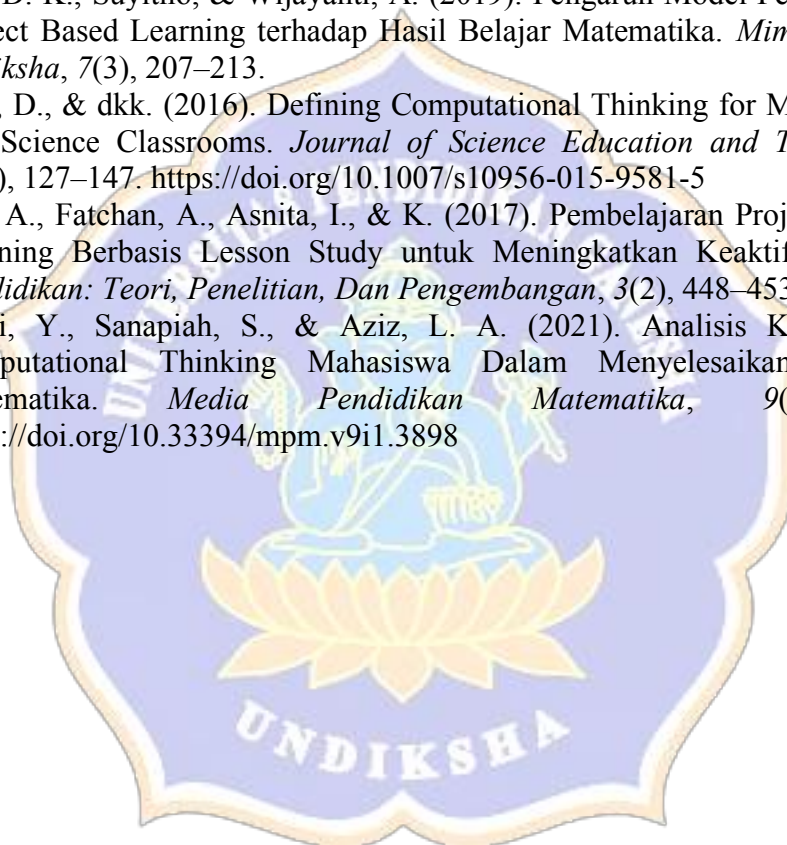 D. K., Suyitno, & Wijayanti, A. (2019). Pengaruh Model
ect Based Learning terhadap Hasil Belajar Matematika.
iksha, 7(3), 207–213.
, D., & dkk. (2016). Defining Computational Thinking for
Science Classrooms. Journal of Science Education and T
), 127–147. https://doi.org/10.1007/s10956-015-9581-5
A., Fatchan, A., Asnita, I., & K. (2017). Pembelajaran Proj
ning Berbasis Lesson Study untuk Meningkatkan Keaktif
didikan: Teori, Penelitian, Dan Pengembangan, 3(2), 448–453
i, Y., Sanapiah, S., & Aziz, L. A. (2021). Analisis K
putational Thinking Mahasiswa Dalam Menyelesaikan
ematika. Media Pendidikan Matematika, 9(
://doi.org/10.33394/mpm.v9i1.3898
UNDIKSHA